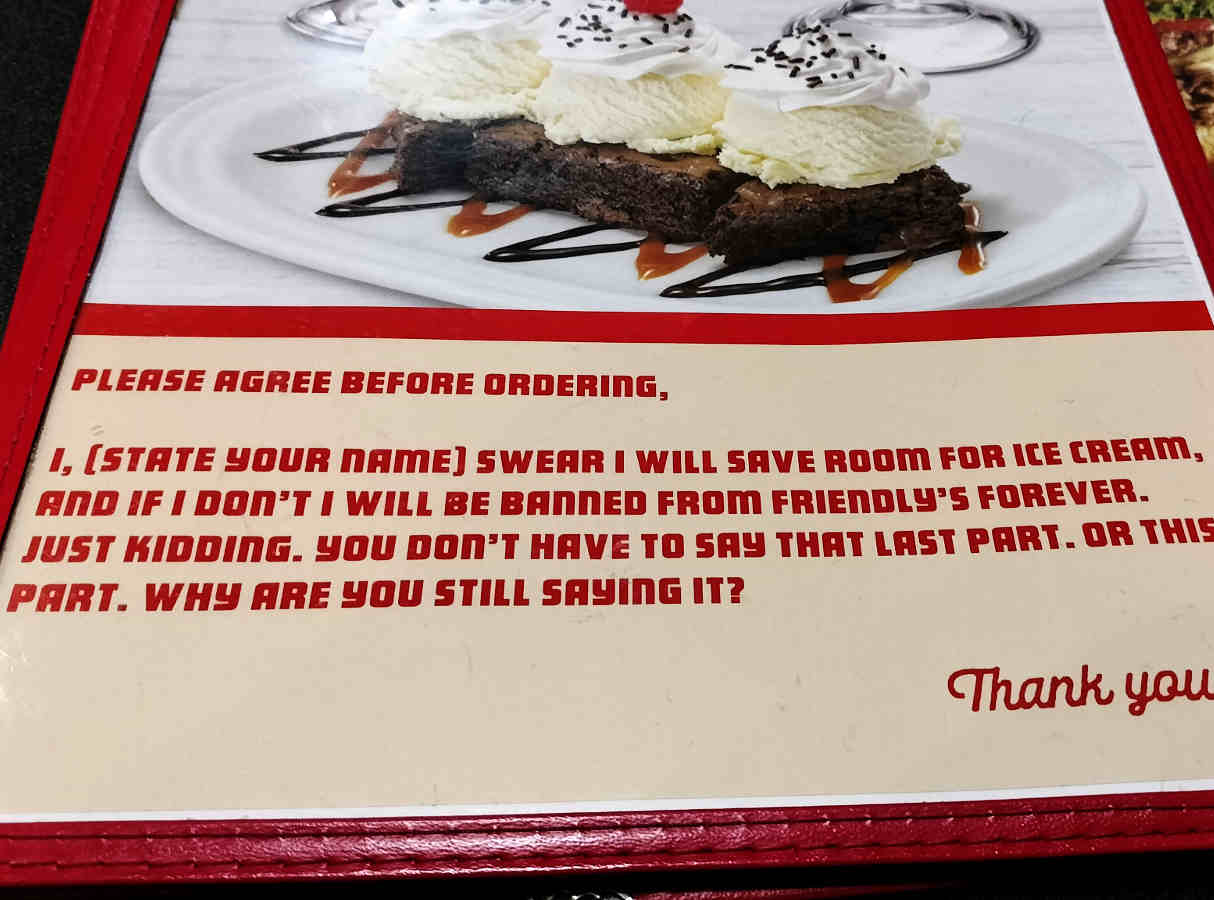 PLEASE AGREE BEFORE ORDERING,
I, (STATE YOUR NAME) SWEAR I WILL SAVE ROOM FOR ICE CREAM,
AND IF I DON'T I WILL BE BANNED FROM FRIENDLY'S FOREVER.
JUST KIDDING. YOU DON'T HAVE TO SAY THAT LAST PART. OR THIS
PART. WHY ARE YOU STILL SAYING IT?
Thank you